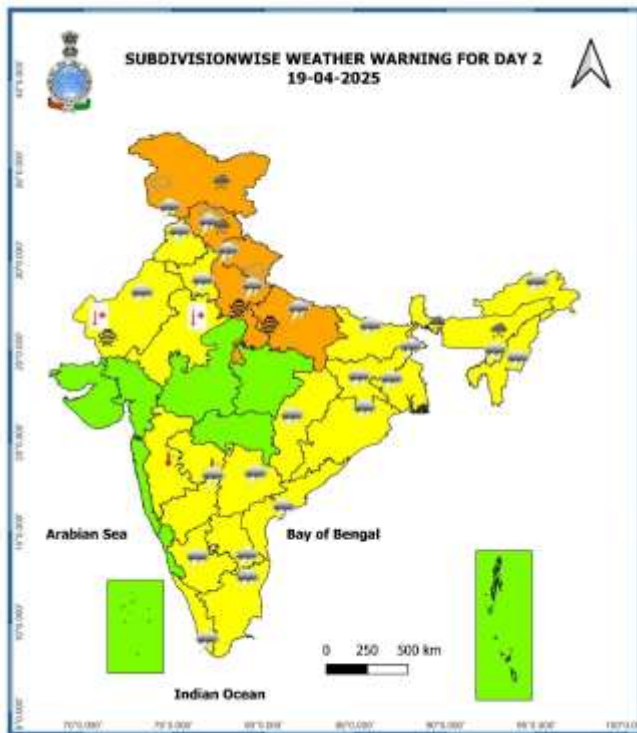 SUBDIVISIONWISE WEATHER WARNING FOR DAY 2
19-04-2025
Arabian Sea
Bay of Bengal
0 250 500 km
Indian Ocean